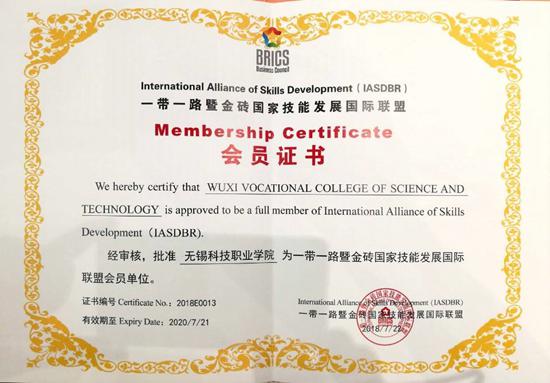 BRICS
Business Council
International Alliance of Skills Development (IASDBR)
一带一路暨金砖国家技能发展国际联盟
Membership Certificate
会员证书
We hereby certify that WUXI VOCATIONAL COLLEGE OF SCIENCE AND
TECHNOLOGY is approved to be a full member of International Alliance of Skills
Development (IASDBR).
经审核，批准 无锡科技职业学院 为一带一路暨金砖国家技能发展国际
联盟会员单位。
证书编号 Certificate No.: 2018E0013
International Alliance of Skills Development (IASDBR)
一带一路暨金砖国家技能发展国际联盟
有效期至 Expiry Date: 2020/7/21
2018/7/22